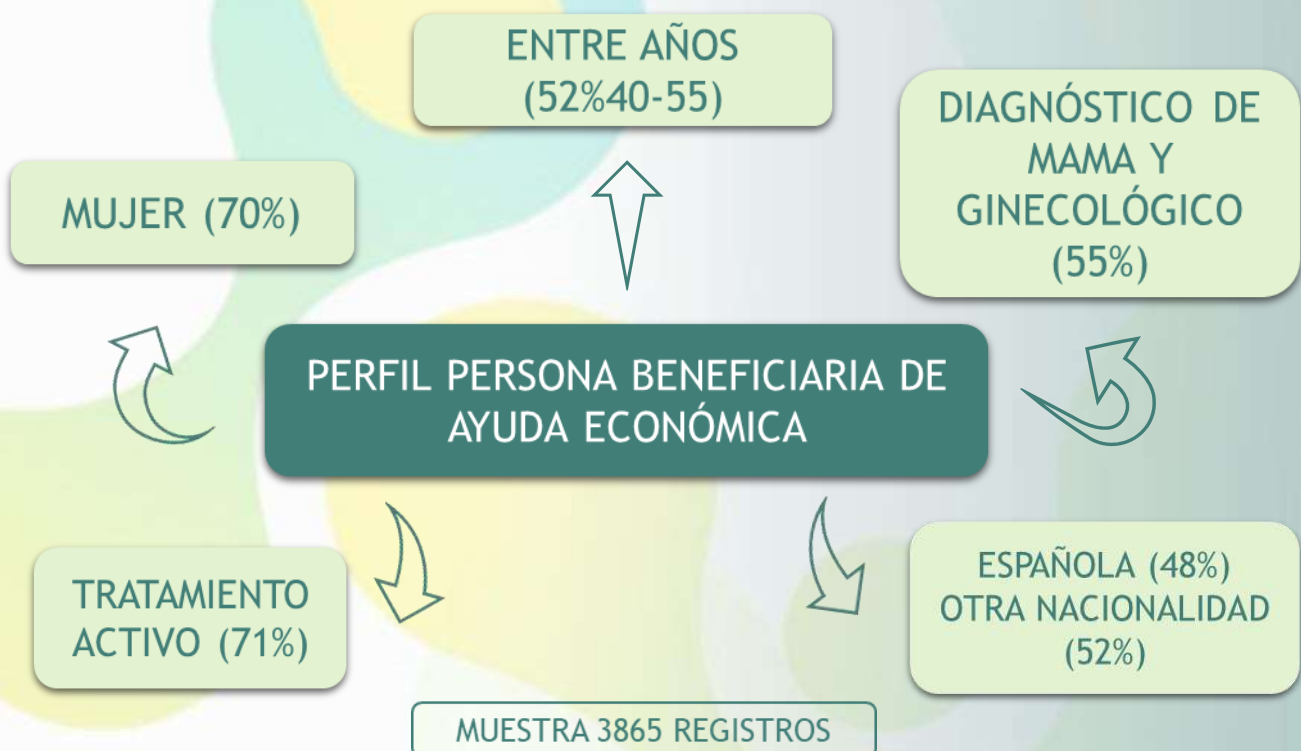 ENTRE AÑOS
(52%40-55)
DIAGNÓSTICO DE
MAMA Y
GINECOLÓGICO
(55%)
MUJER (70%)
PERFIL PERSONA BENEFICIARIA DE
AYUDA ECONÓMICA
TRATAMIENTO
ACTIVO (71%)
ESPAÑOLA (48%)
OTRA NACIONALIDAD
(52%)
MUESTRA 3865 REGISTROS